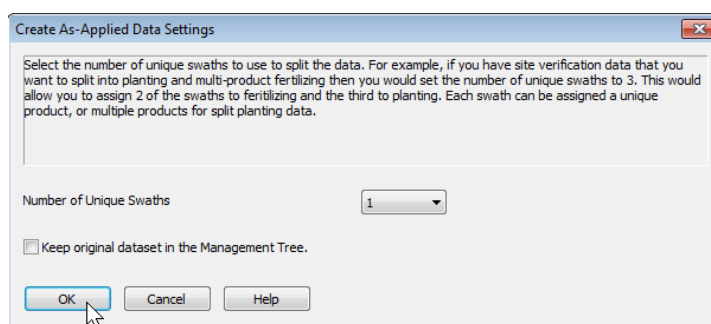 Create As-Applied Data Settings
Select the number of unique swaths to use to split the data. For example, if you have site verification data that you
want to split into planting and multi-product fertilizing then you would set the number of unique swaths to 3. This would
allow you to assign 2 of the swaths to feritilizing and the third to planting. Each swath can be assigned a unique
product, or multiple products for split planting data.
Number of Unique Swaths
1
Keep original dataset in the Management Tree.
OK Cancel Help